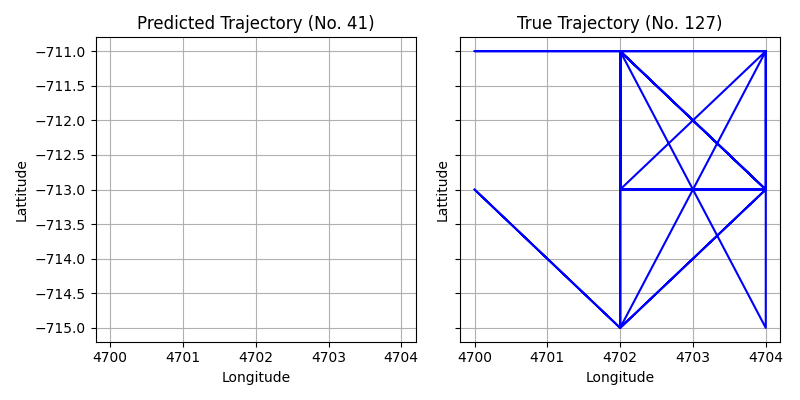 Predicted Trajectory (No. 41)
True Trajectory (No. 127)
Lattitude
−711.0
−711.5
−712.0
−712.5
−713.0
−713.5
−714.0
−714.5
−715.0
4700 4701 4702 4703 4704
Longitude
Lattitude
4700 4701 4702 4703 4704
Longitude